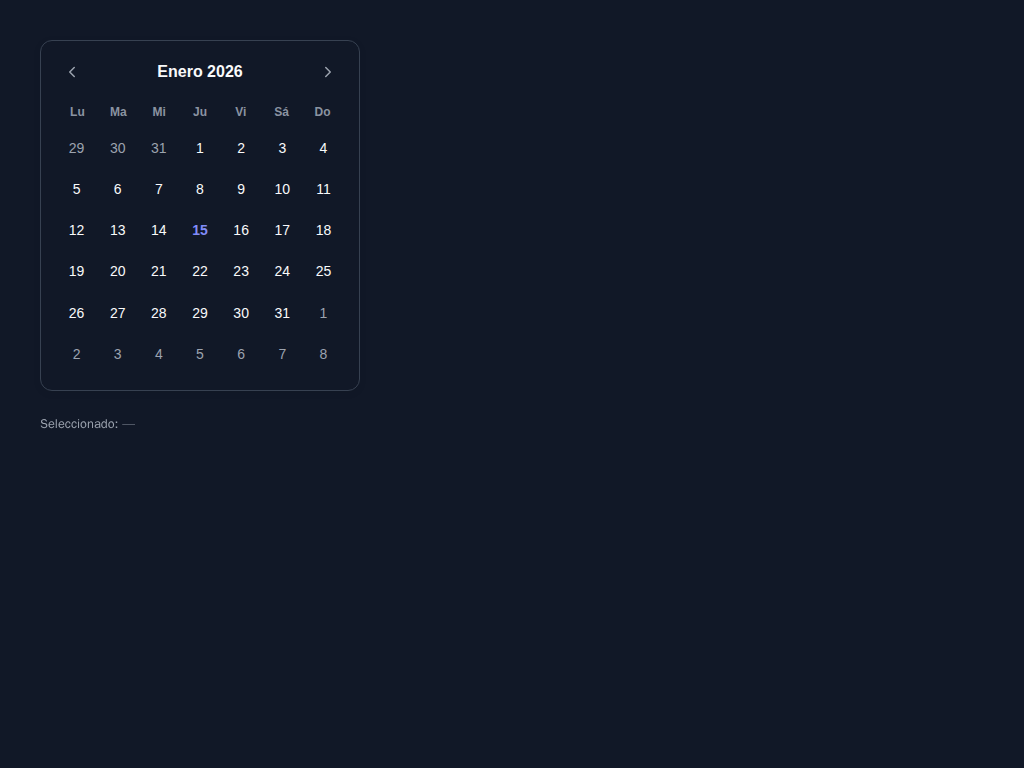 Enero 2026
Lu Ma Mi Ju Vi Sá Do
29 30 31 1 2 3 4
5 6 7 8 9 10 11
12 13 14 15 16 17 18
19 20 21 22 23 24 25
26 27 28 29 30 31 1
2 3 4 5 6 7 8
Seleccionado: —